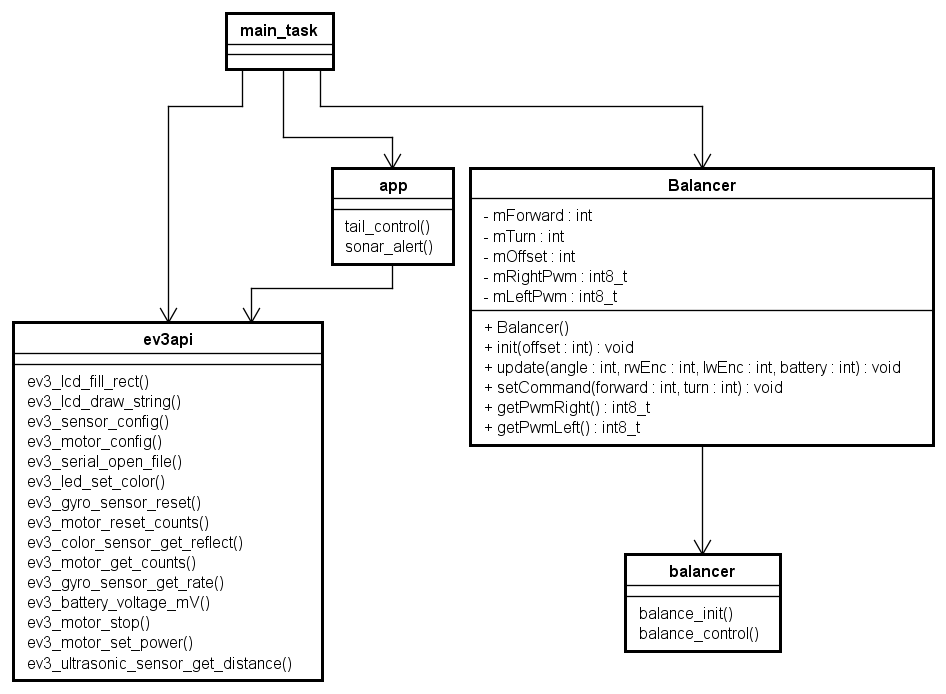 main_task
app
tail_control()
sonar_alert()
Balancer
- mForward : int
- mTurn : int
- mOffset : int
- mRightPwm : int8_t
- mLeftPwm : int8_t
+ Balancer()
+ init(offset : int) : void
+ update(angle : int, rwEnc : int, lwEnc : int, battery : int) : void
+ setCommand(forward : int, turn : int) : void
+ getPwmRight() : int8_t
+ getPwmLeft() : int8_t
ev3api
ev3_lcd_fill_rect()
ev3_lcd_draw_string()
ev3_sensor_config()
ev3_motor_config()
ev3_serial_open_file()
ev3_led_set_color()
ev3_gyro_sensor_reset()
ev3_motor_reset_counts()
ev3_color_sensor_get_reflect()
ev3_motor_get_counts()
ev3_gyro_sensor_get_rate()
ev3_battery_voltage_mV()
ev3_motor_stop()
ev3_motor_set_power()
ev3_ultrasonic_sensor_get_distance()
balancer
balance_init()
balance_control()